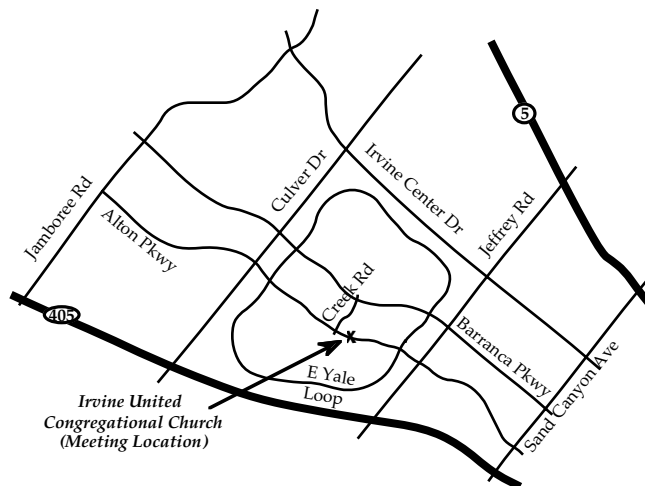 5
Irvine Center Dr
Culver Dr
Jamboree Rd
Jeffrey Rd
Alton Pkwy
Creek Rd
405
Barranca Pkwy
E Yale
Loop
Sand Canyon Ave
Irvine United
Congregational Church
(Meeting Location)